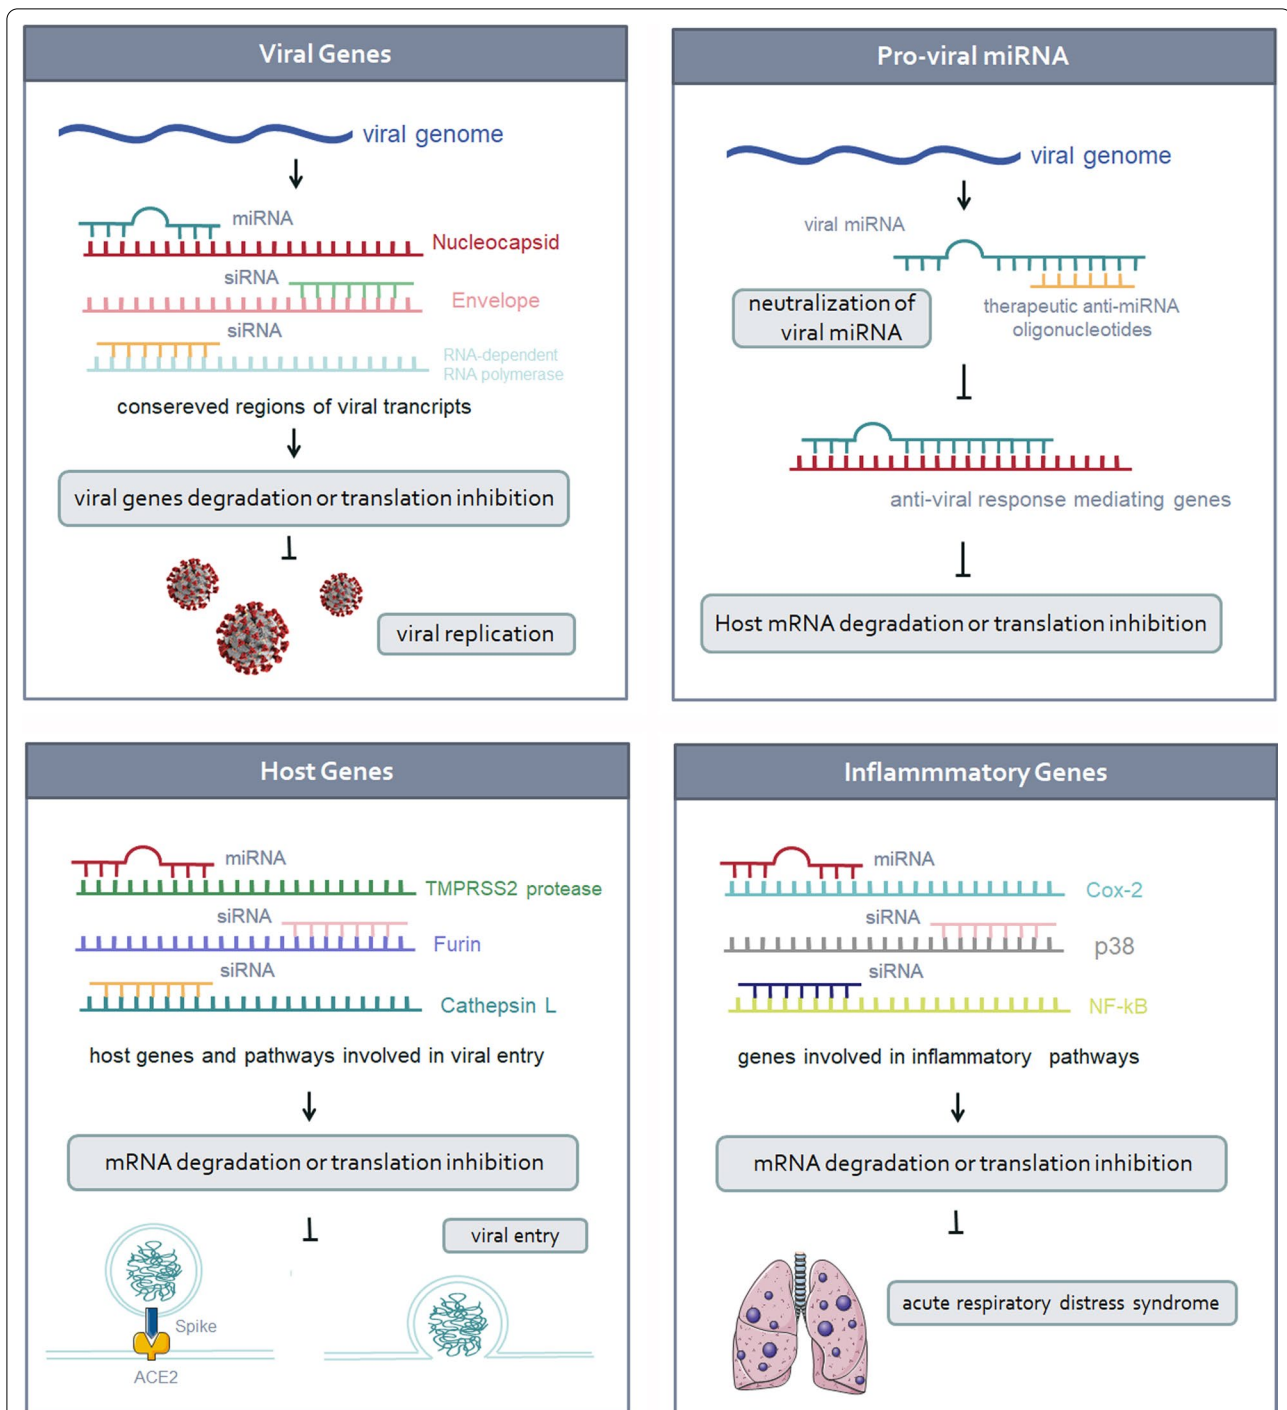 Viral Genes
viral genome
miRNA
Nucleocapsid
siRNA
Envelope
siRNA
RNA-dependent
RNA polymerase
consereved regions of viral trancripts
viral genes degradation or translation inhibition
viral replication
Pro-viral miRNA
viral genome
viral miRNA
neutralization of
viral miRNA
therapeutic anti-miRNA
oligonucleotides
anti-viral response mediating genes
Host mRNA degradation or translation inhibition
Host Genes
miRNA
TMPRSS2 protease
siRNA
Furin
siRNA
Cathepsin L
host genes and pathways involved in viral entry
mRNA degradation or translation inhibition
viral entry
Spike
ACE2
Inflammmatory Genes
miRNA
Cox-2
siRNA
p38
siRNA
NF-kB
genes involved in inflammatory pathways
mRNA degradation or translation inhibition
acute respiratory distress syndrome